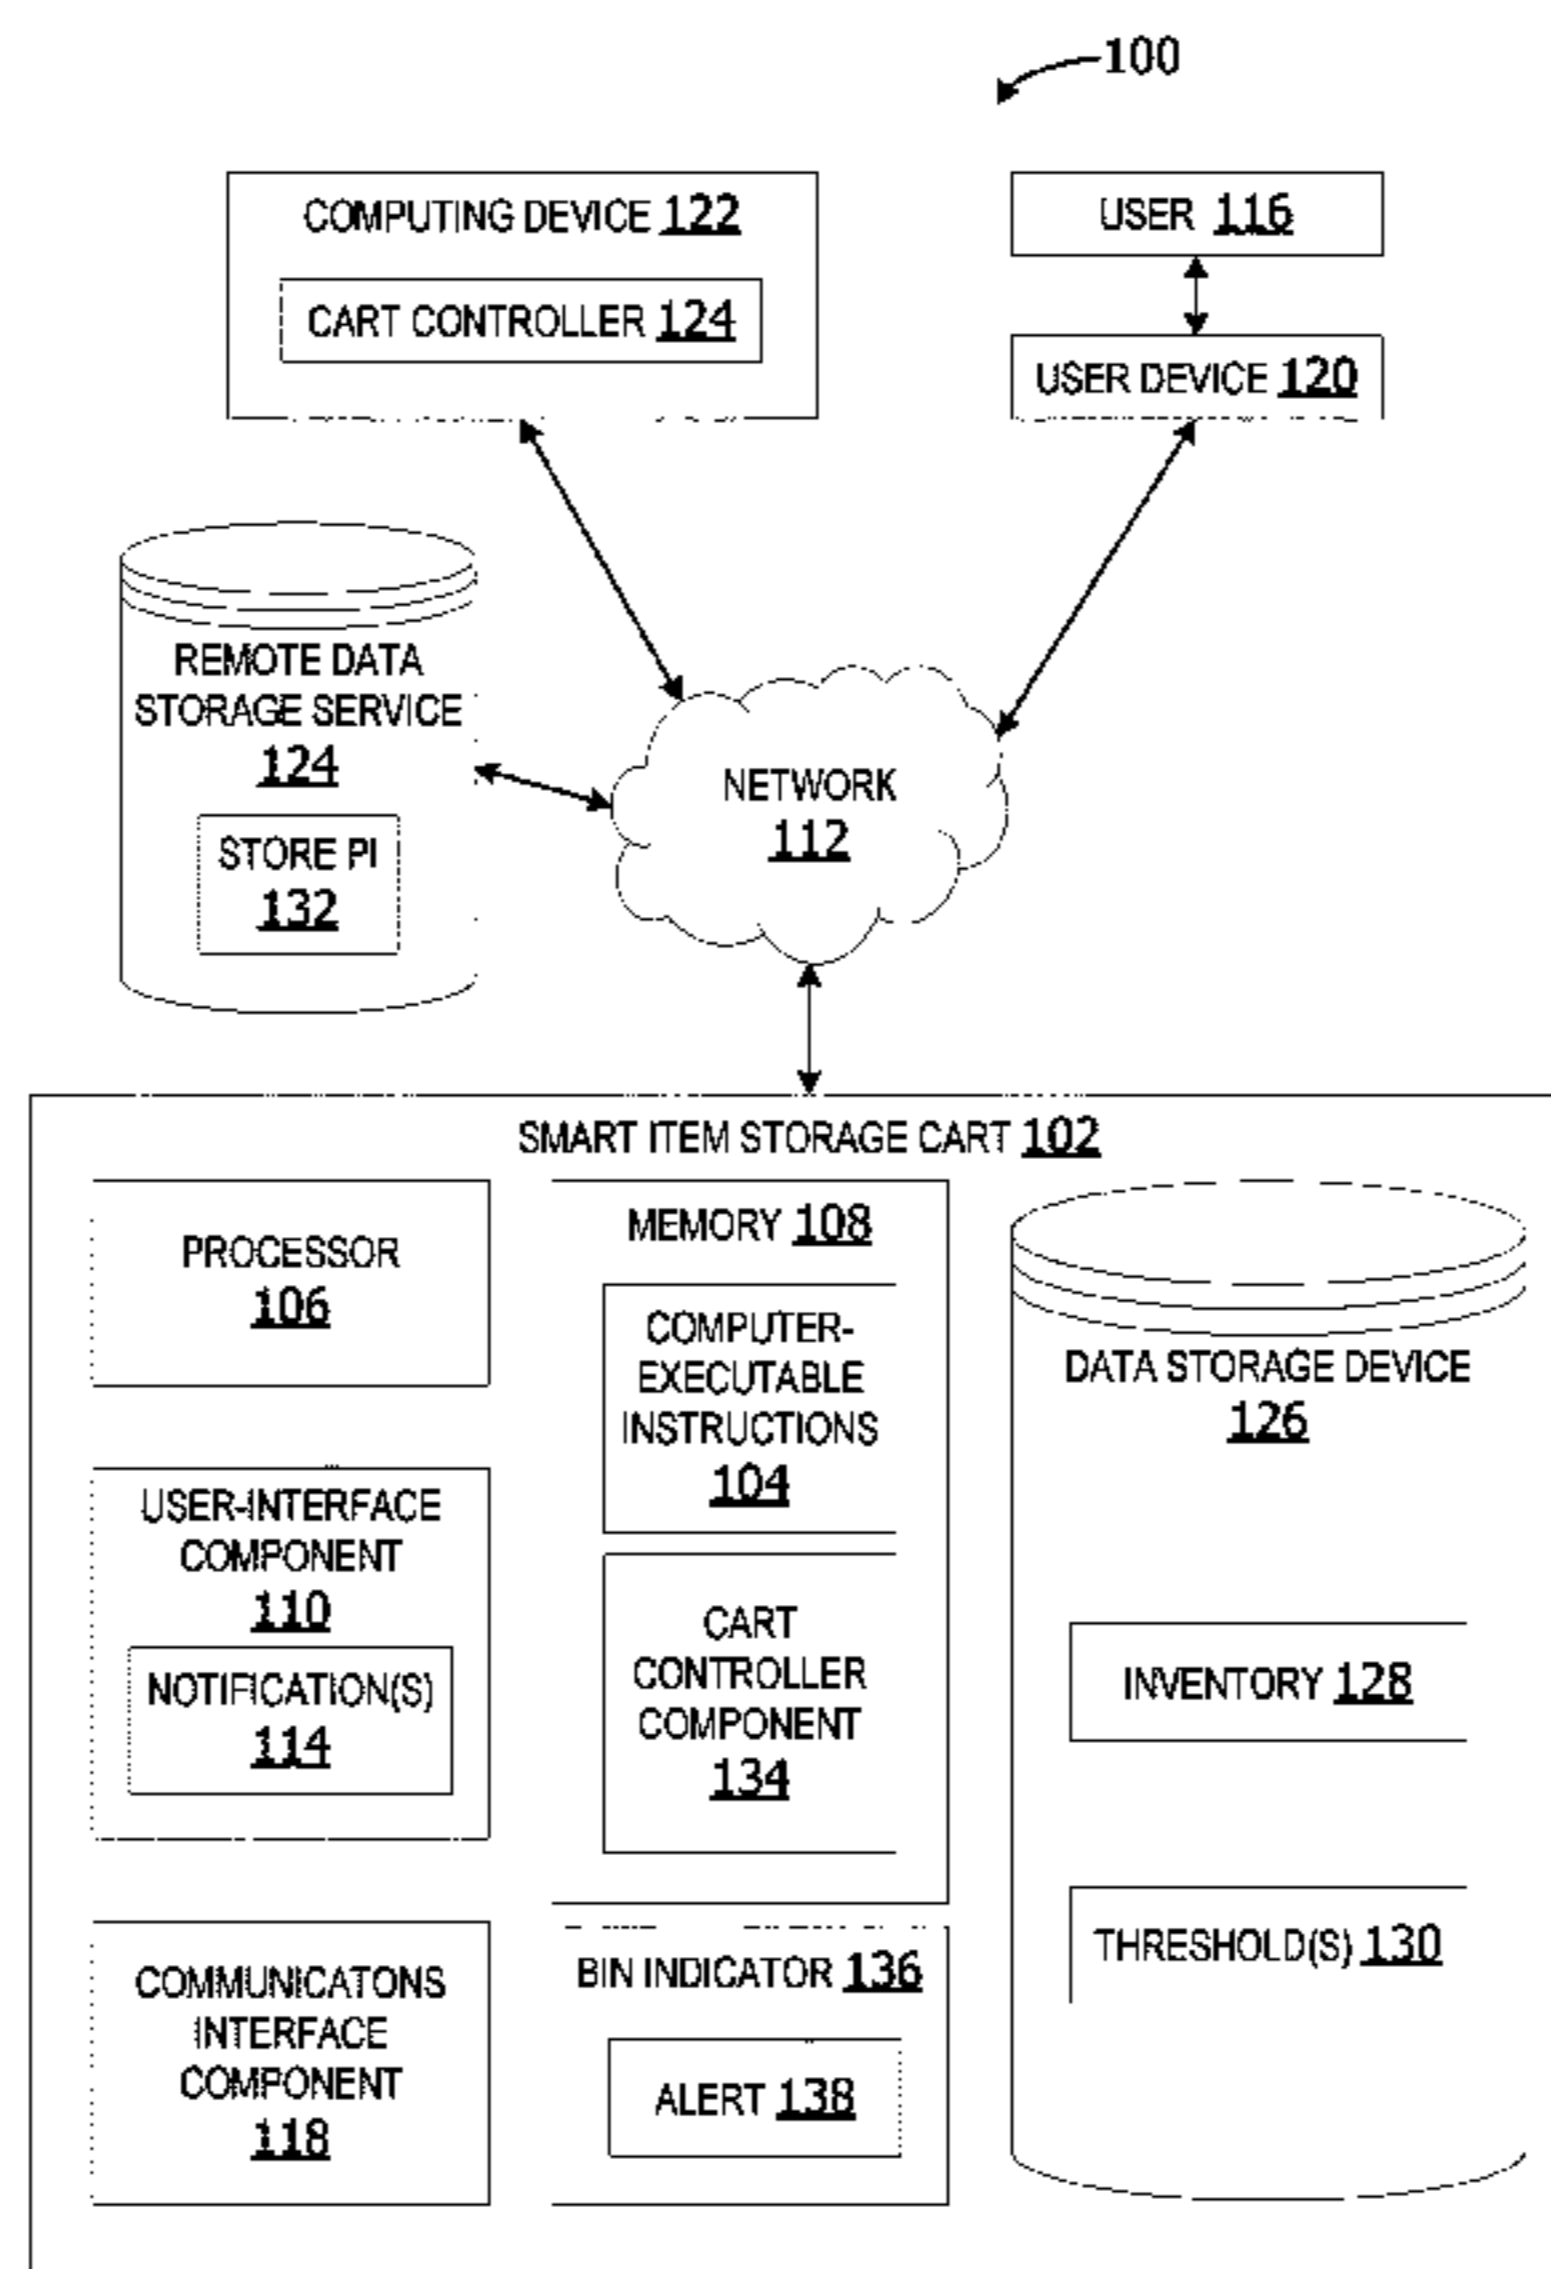 100
COMPUTING DEVICE 122
CART CONTROLLER 124
USER 116
USER DEVICE 120
REMOTE DATA
STORAGE SERVICE
124
STORE PI
132
NETWORK
112
SMART ITEM STORAGE CART 102
PROCESSOR
106
USER-INTERFACE
COMPONENT
110
NOTIFICATION(S)
114
COMMUNICATONS
INTERFACE
COMPONENT
118
MEMORY 108
COMPUTER-
EXECUTABLE
INSTRUCTIONS
104
CART
CONTROLLER
COMPONENT
134
BIN INDICATOR 136
ALERT 138
DATA STORAGE DEVICE
126
INVENTORY 128
THRESHOLD(S) 130